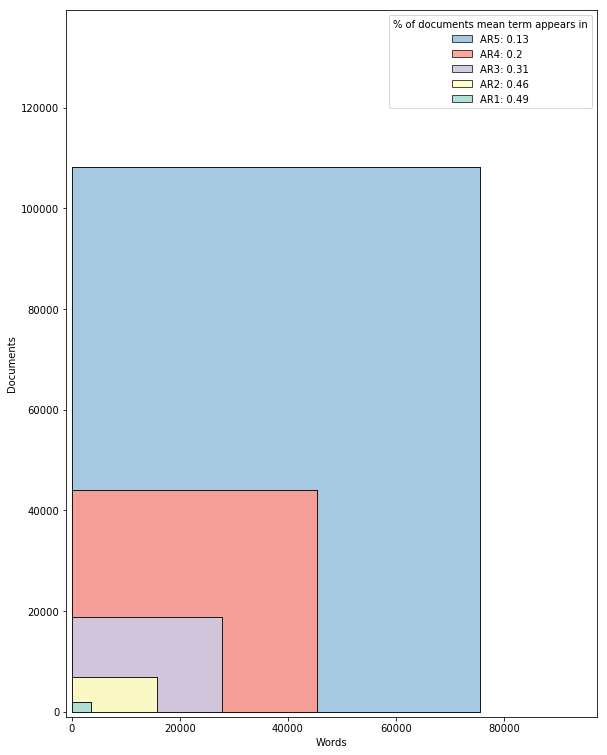 % of documents mean term appears in
AR5: 0.13
AR4: 0.2
AR3: 0.31
AR2: 0.46
AR1: 0.49
120000
100000
80000
60000
40000
20000
0
Documents
0 20000 40000 60000 80000
Words